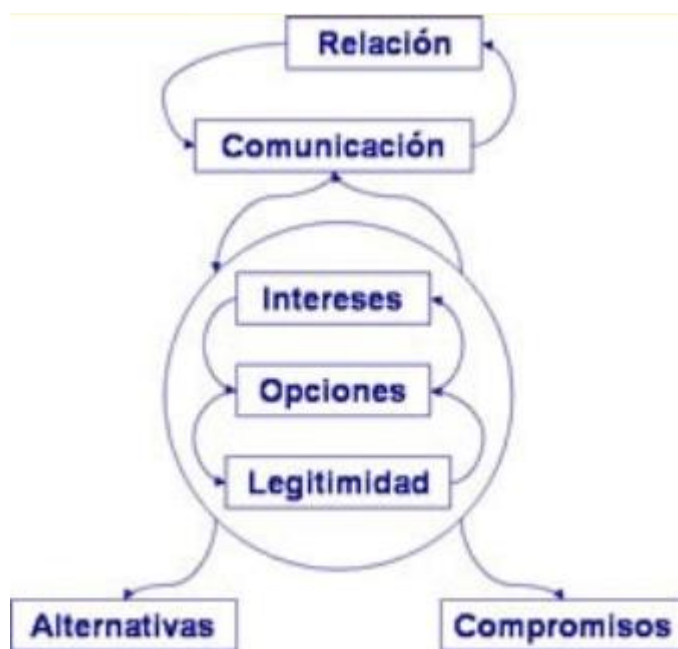 Relación
Comunicación
Intereses
Opciones
Legitimidad
Alternativas
Compromisos